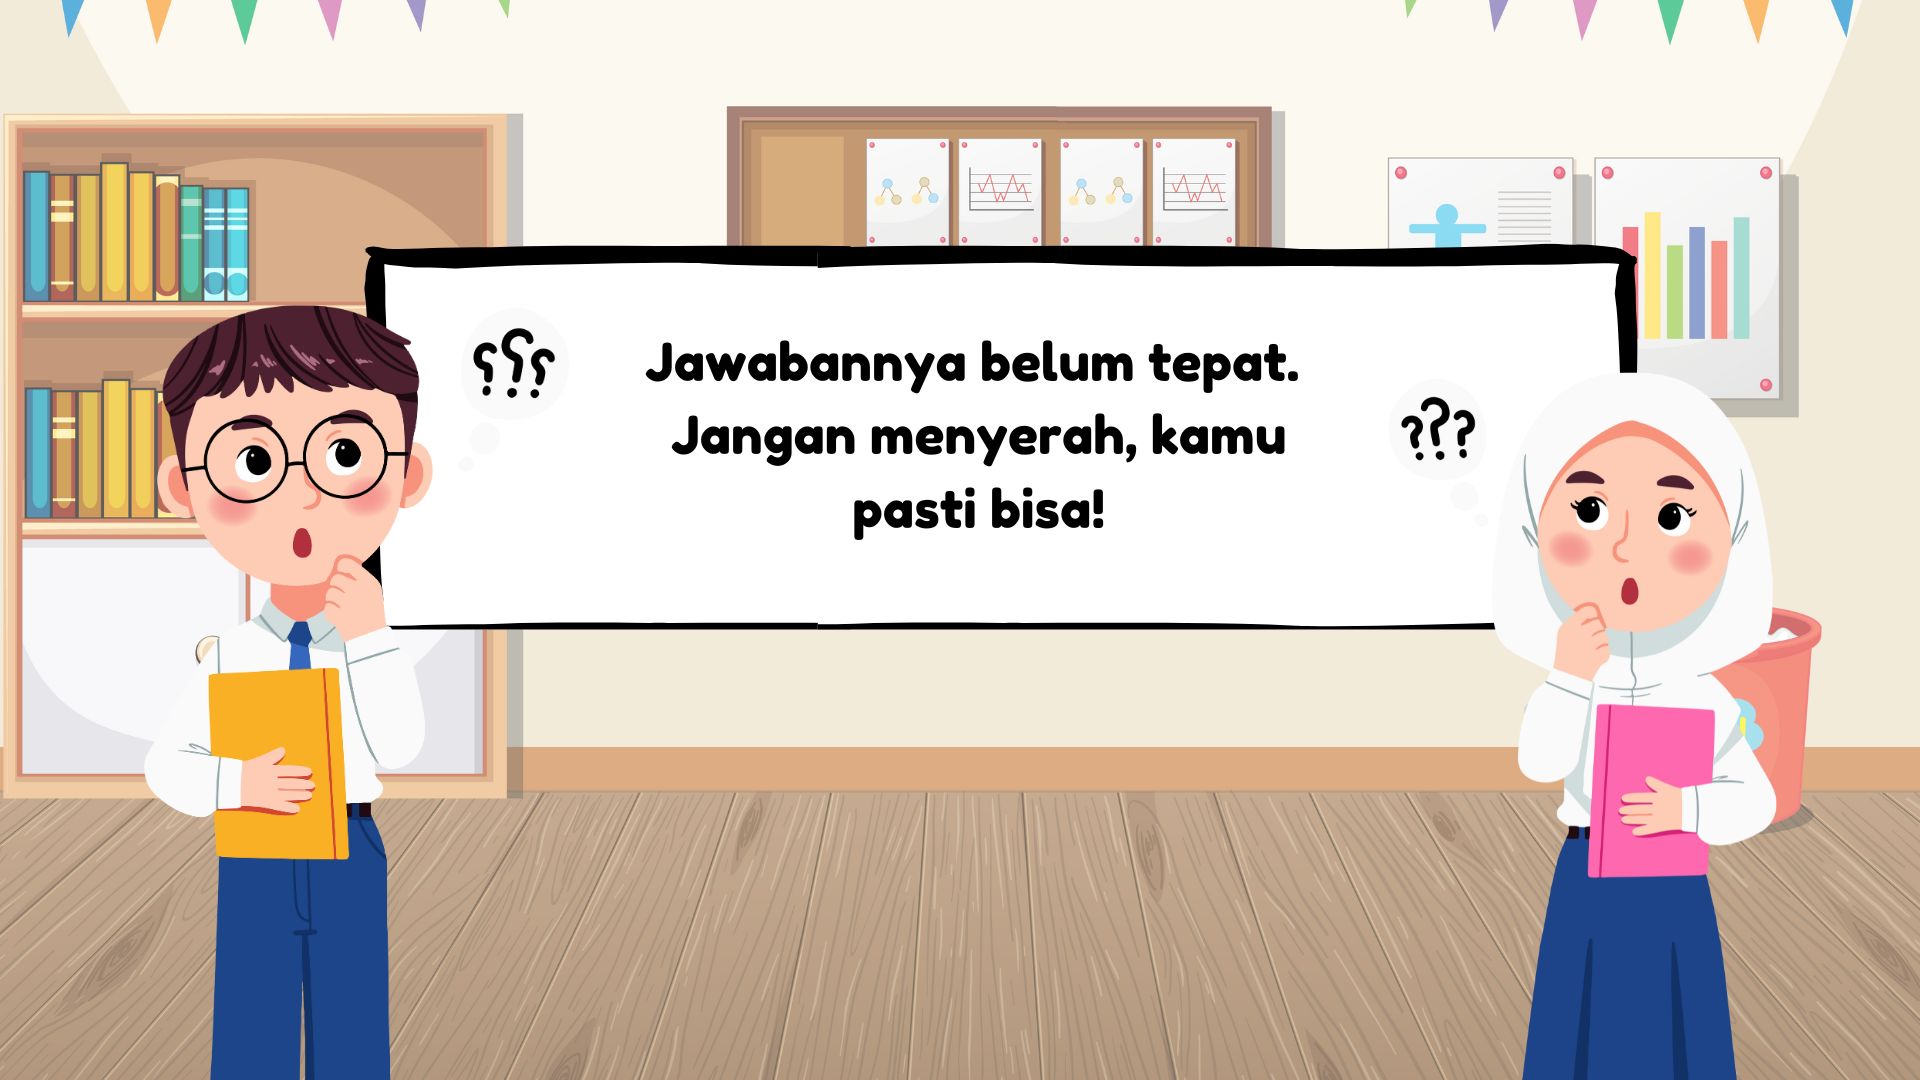 ???
Jawabannya belum tepat.
Jangan menyerah, kamu
pasti bisa!
???